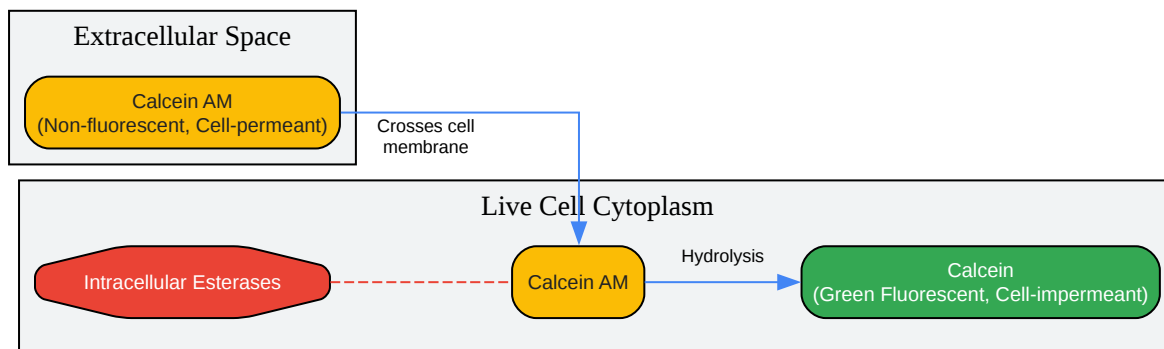 Extracellular Space
Calcein AM
(Non-fluorescent, Cell-permeant)
Crosses cell
membrane
Live Cell Cytoplasm
Intracellular Esterases
Calcein AM
Hydrolysis
Calcein
(Green Fluorescent, Cell-impermeant)